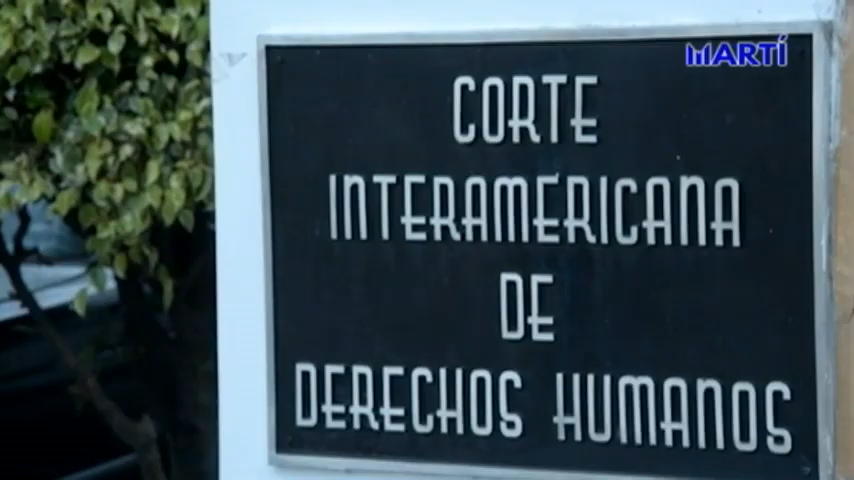 MARTÍ
CORTE
INTERAMERICANA
DE
DERECHOS HUMANOS